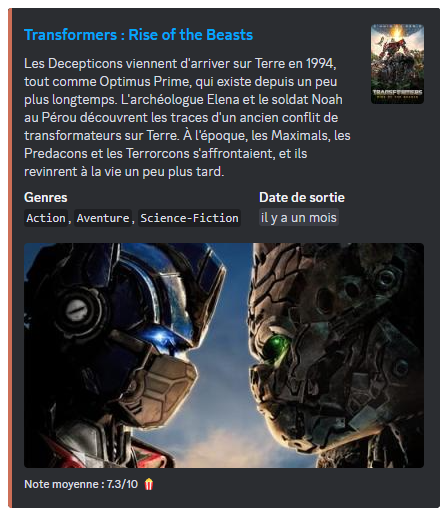 Transformers : Rise of the Beasts
Les Decepticons viennent d'arriver sur Terre en 1994,
tout comme Optimus Prime, qui existe depuis un peu
plus longtemps. L'archéologue Elena et le soldat Noah
au Pérou découvrent les traces d'un ancien conflit de
transformateurs sur Terre. À l'époque, les Maximals, les
Predacons et les Terrorcons s'affrontaient, et ils
revinrent à la vie un peu plus tard.
Genres
Action, Aventure, Science-Fiction
Date de sortie
il y a un mois
TRANSFORMERS
RISE OF THE BEASTS
Note moyenne : 7.3/10